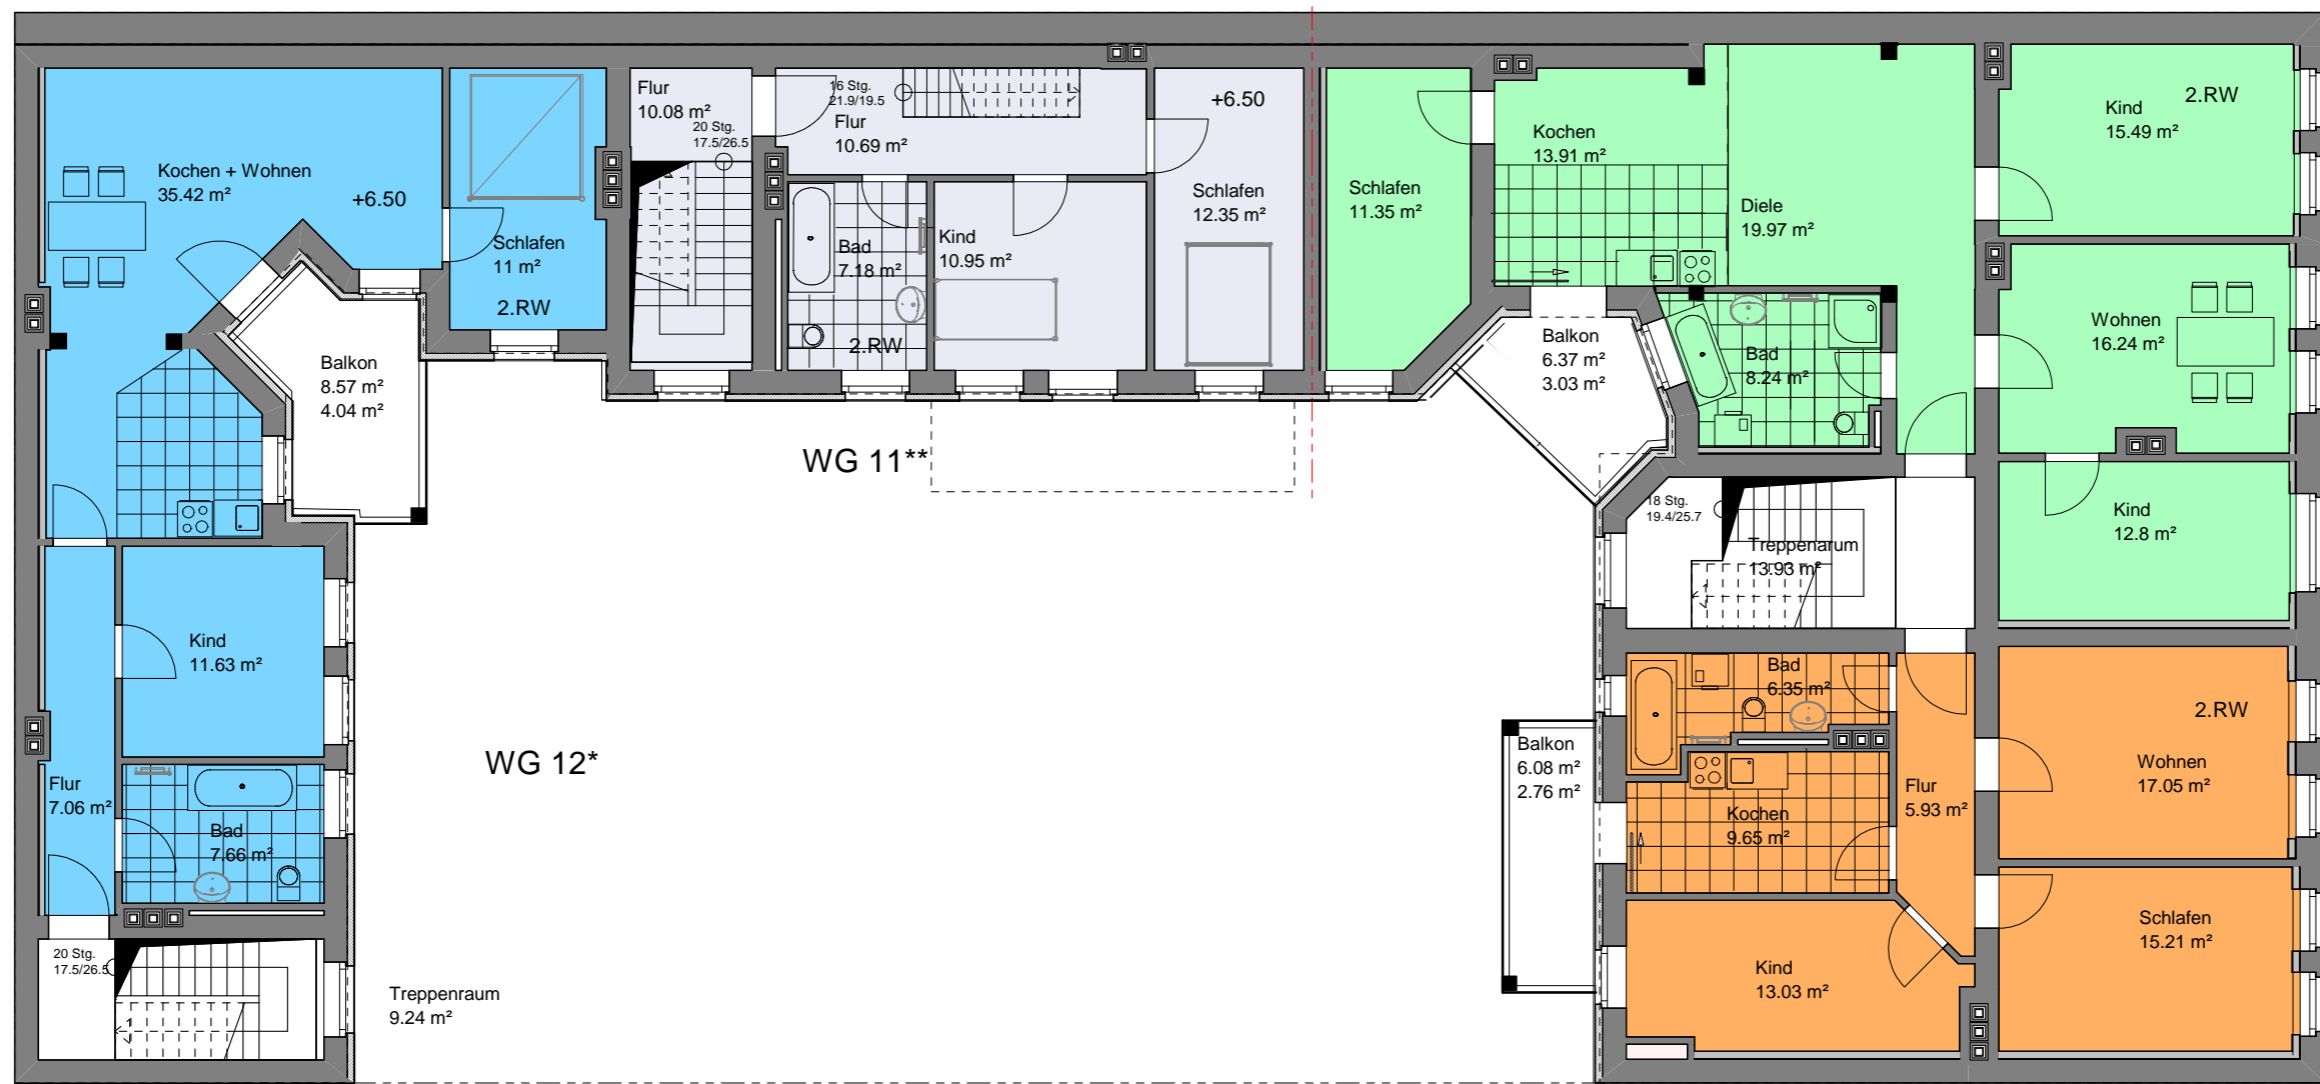 Kochen + Wohnen
35.42 m²
+6.50
Schlafen
11 m²
2.RW
Balkon
8.57 m²
4.04 m²
Kind
11.63 m²
Flur
7.06 m²
Bad
7.66 m²
20 Stg.
17.5/26.5
Treppenraum
9.24 m²
WG 12*
Flur
10.08 m²
20 Stg.
17.5/26.5
16 Stg.
21.9/19.5
Flur
10.69 m²
Bad
7.18 m²
2.RW
Kind
10.95 m²
+6.50
Schlafen
12.35 m²
WG 11**
Schlafen
11.35 m²
Kochen
13.91 m²
Diele
19.97 m²
Balkon
6.37 m²
3.03 m²
Bad
8.24 m²
Kind
15.49 m²
2.RW
Wohnen
16.24 m²
Kind
12.8 m²
18 Stg.
19.4/25.7
Treppenarum
13.93 m²
Bad
6.35 m²
Balkon
6.08 m²
2.76 m²
Kochen
9.65 m²
Flur
5.93 m²
2.RW
Wohnen
17.05 m²
Kind
13.03 m²
Schlafen
15.21 m²